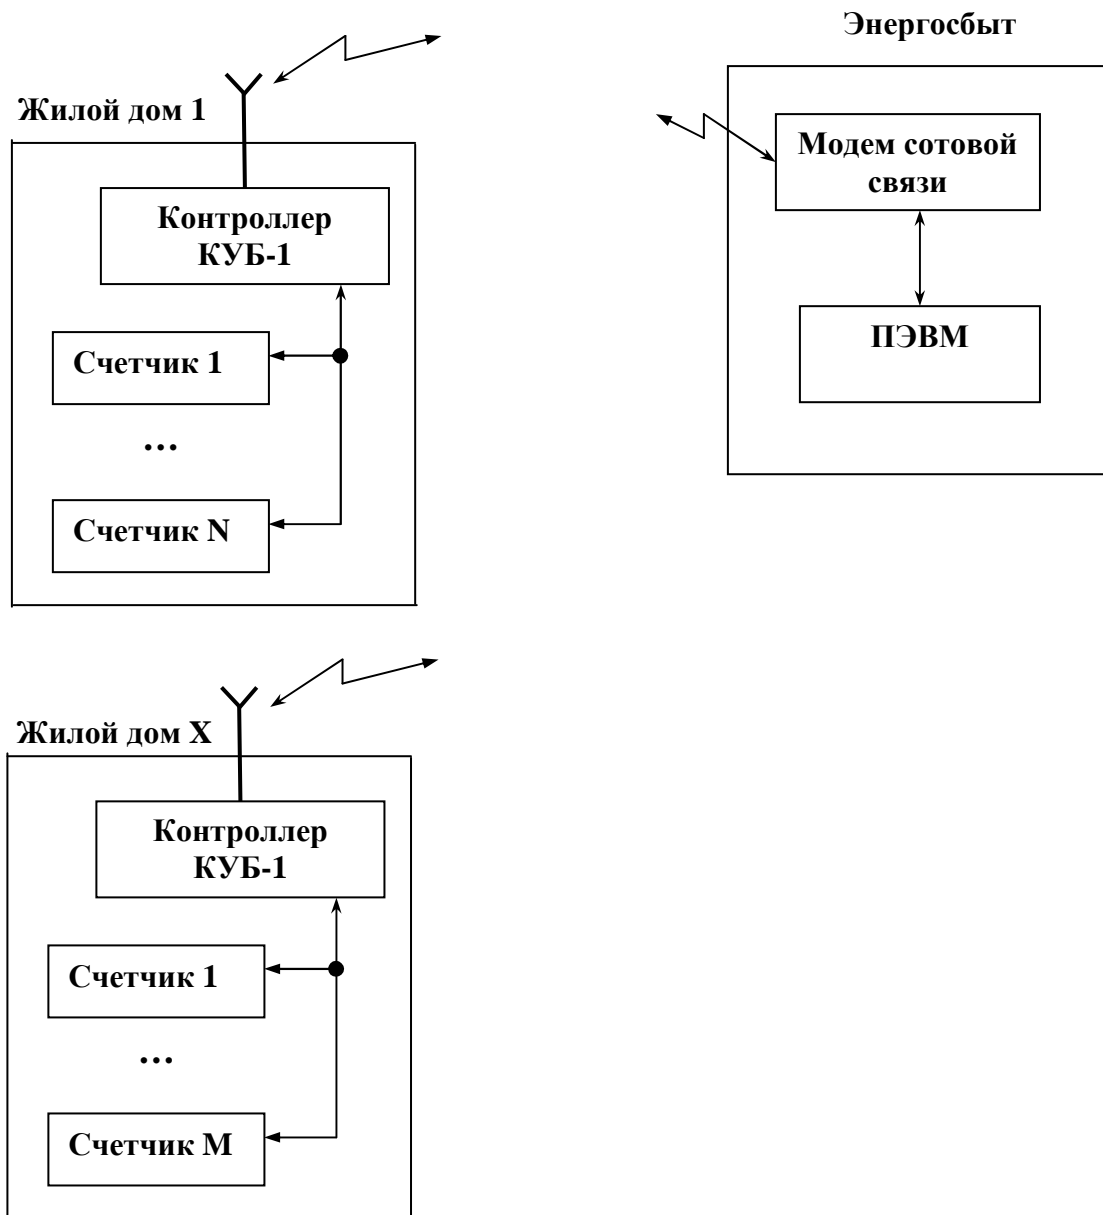 Энергосбыт
Модем сотовой
связи
ПЭВМ
Жилой дом 1
Контроллер
КУБ-1
Счетчик 1
...
Счетчик N
Жилой дом X
Контроллер
КУБ-1
Счетчик 1
...
Счетчик M